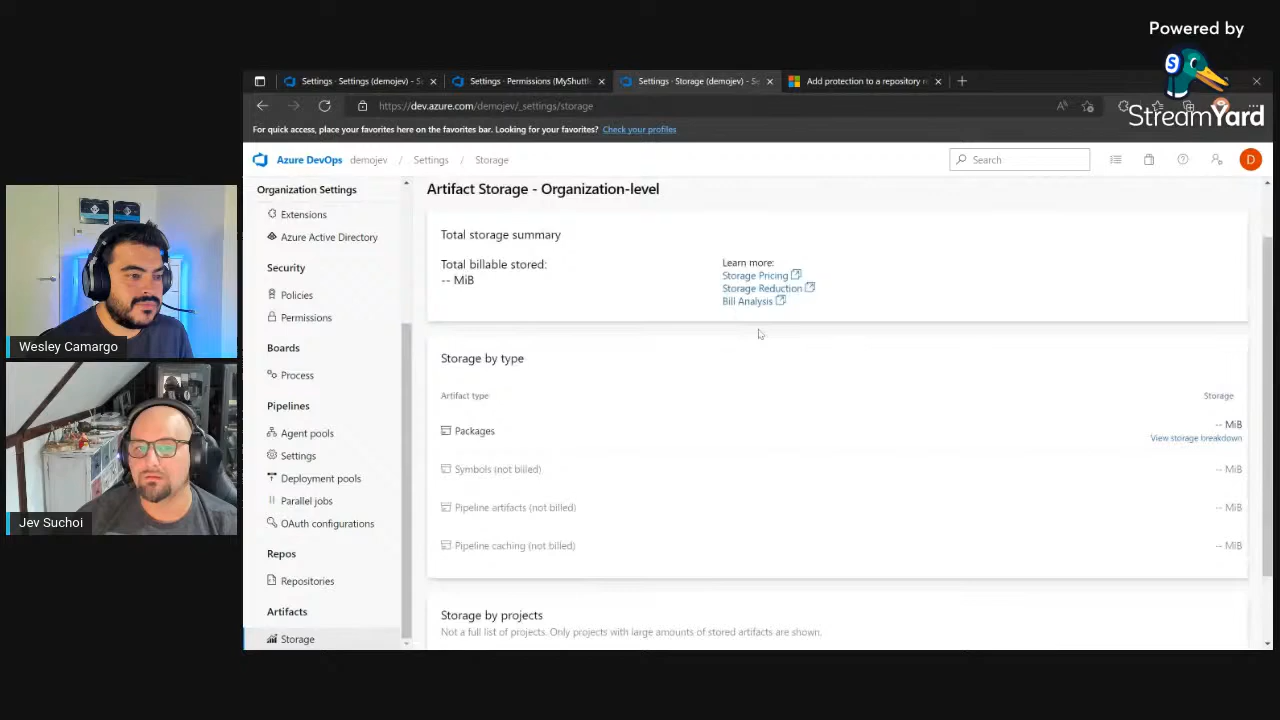 Powered by
StreamYard
Settings - Settings (demojev) - S
Settings · Permissions (MyShuttl
Settings · Storage (demojev) - Se
Add protection to a repository r
https://dev.azure.com/demojev/_settings/storage
For quick access, place your favorites here on the favorites bar. Looking for your favorites? Check your profiles
Azure DevOps demojev / Settings / Storage
Search
D
Organization Settings
Extensions
Azure Active Directory
Security
Policies
Permissions
Boards
Process
Pipelines
Agent pools
Settings
Deployment pools
Parallel jobs
OAuth configurations
Repos
Repositories
Artifacts
Storage
Artifact Storage - Organization-level
Total storage summary
Total billable stored:
-- MiB
Learn more:
Storage Pricing
Storage Reduction
Bill Analysis
Storage by type
Artifact type Storage
Packages -- MiB
View storage breakdown
Symbols (not billed) -- MiB
Pipeline artifacts (not billed) -- MiB
Pipeline caching (not billed) -- MiB
Storage by projects
Not a full list of projects. Only projects with large amounts of stored artifacts are shown.
Wesley Camargo
Jev Suchoi